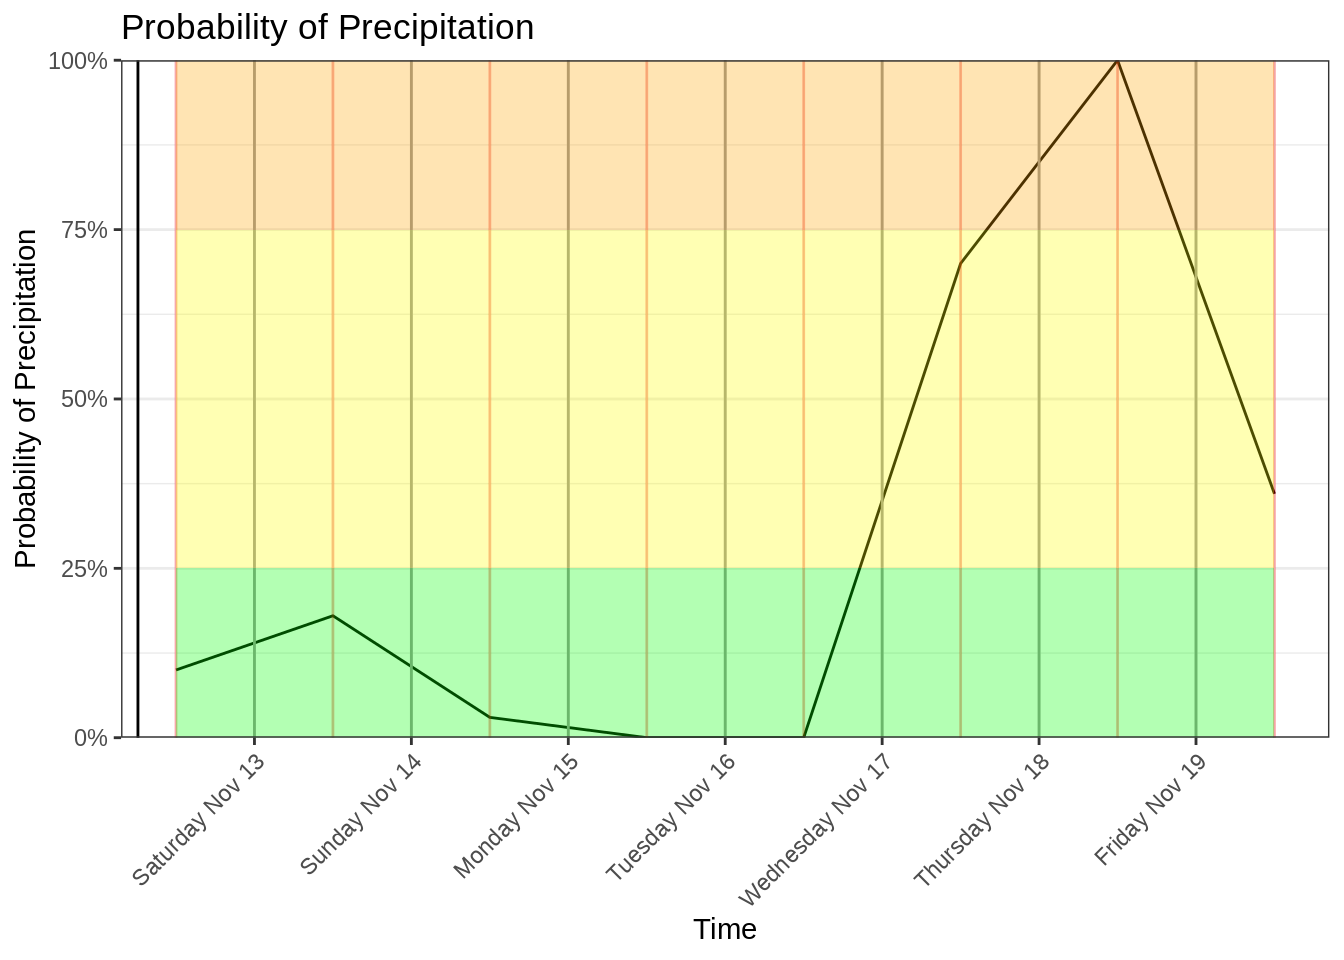 Probability of Precipitation
Probability of Precipitation
100%
75%
50%
25%
0%
Saturday Nov 13
Sunday Nov 14
Monday Nov 15
Tuesday Nov 16
Wednesday Nov 17
Thursday Nov 18
Friday Nov 19
Time